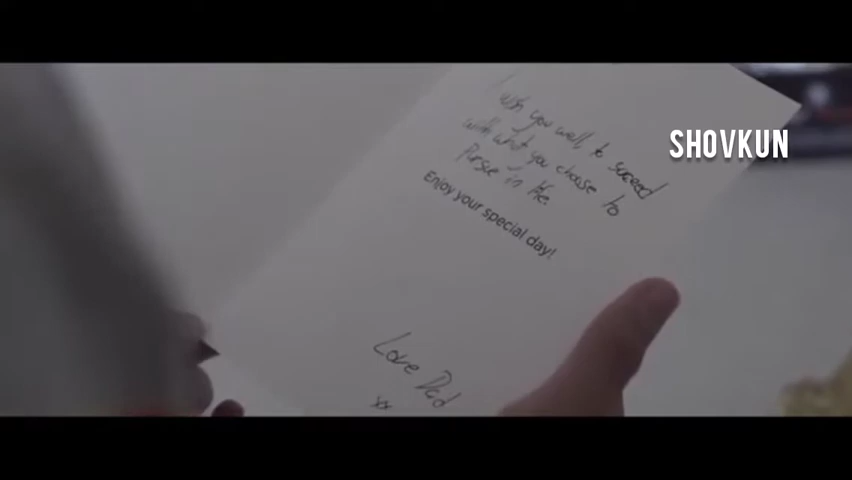 I wish you well to succeed
with what you choose to
Pursue in life.
Enjoy your special day!
Love Dad
xx
SHOVKUN